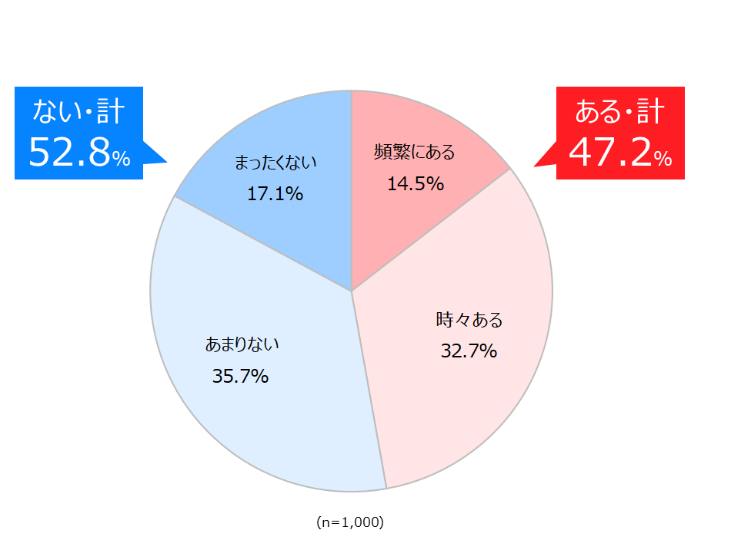 ない・計
52.8%
ある・計
47.2%
まったくない
17.1%
頻繁にある
14.5%
時々ある
32.7%
あまりない
35.7%
(n=1,000)